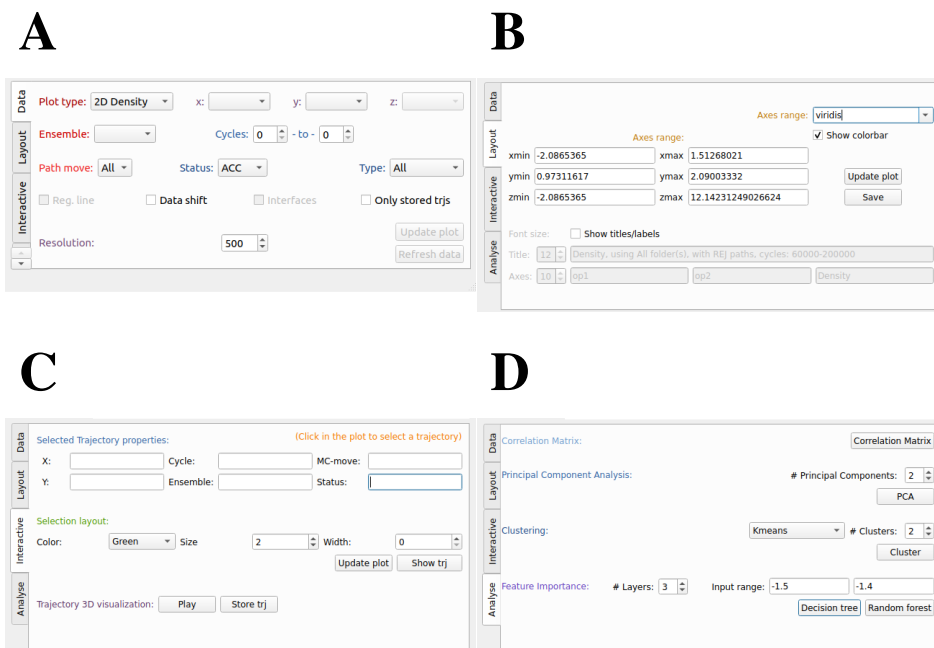 A
Data
Layout
Interactive
Plot type: 2D Density x: y: z:
Ensemble: Cycles: 0 - to - 0
Path move: All Status: ACC Type: All
Reg. line Data shift Interfaces Only stored trjs
Resolution: 500 Update plot
Refresh data
B
Data
Layout
Interactive
Analyse
Axes range: viridis
Axes range: Show colorbar
xmin -2.0865365 xmax 1.51268021
ymin 0.97311617 ymax 2.09003332 Update plot
zmin -2.0865365 zmax 12.14231249026624 Save
Font size: Show titles/labels
Title: 12 Density, using All folder(s), with REJ paths, cycles: 60000-200000
Axes: 10 op1 op2 Density
C
Data
Layout
Interactive
Analyse
Selected Trajectory properties: (Click in the plot to select a trajectory)
X: Cycle: MC-move:
Y: Ensemble: Status:
Selection layout:
Color: Green Size 2 Width: 0
Update plot Show trj
Trajectory 3D visualization: Play Store trj
D
Data
Layout
Interactive
Analyse
Correlation Matrix: Correlation Matrix
Principal Component Analysis: # Principal Components: 2
PCA
Clustering: Kmeans # Clusters: 2
Cluster
Feature Importance: # Layers: 3 Input range: -1.5 -1.4
Decision tree Random forest